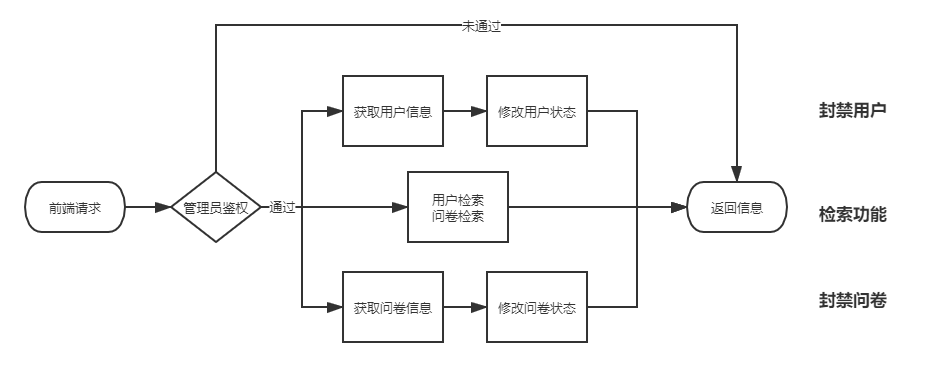 未通过
获取用户信息
修改用户状态
封禁用户
前端请求
管理员鉴权
通过
用户检索
问卷检索
返回信息
检索功能
获取问卷信息
修改问卷状态
封禁问卷